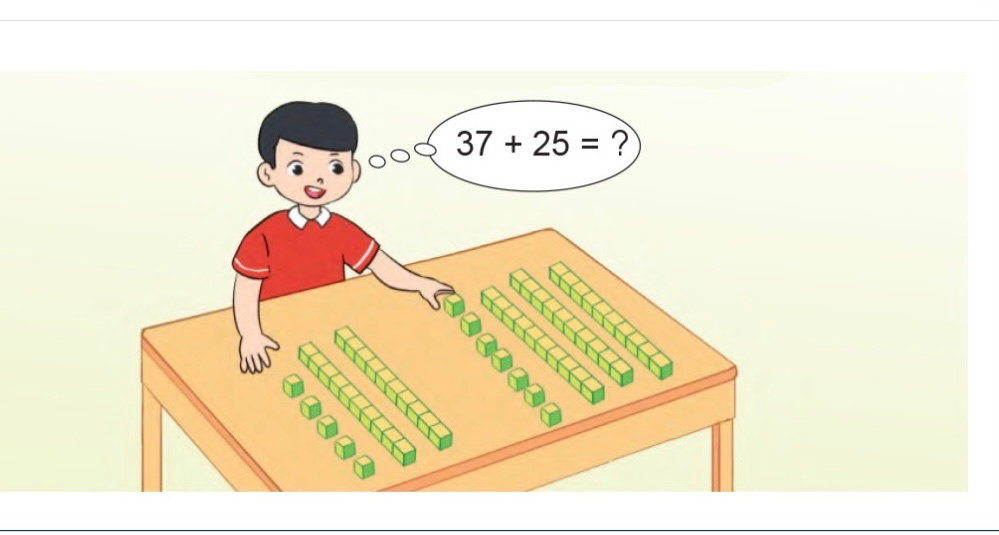 37 + 25 = ?